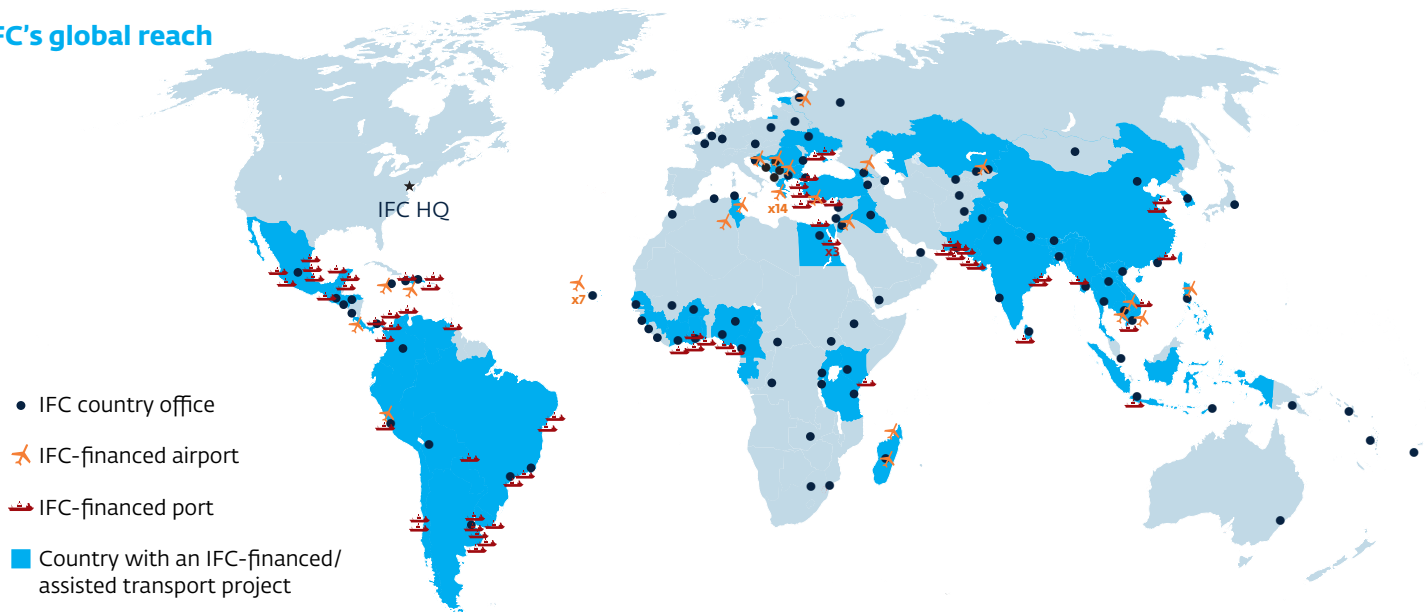 FC's global reach
IFC HQ
x14
x3
x7
IFC country office
IFC-financed airport
IFC-financed port
Country with an IFC-financed/
assisted transport project